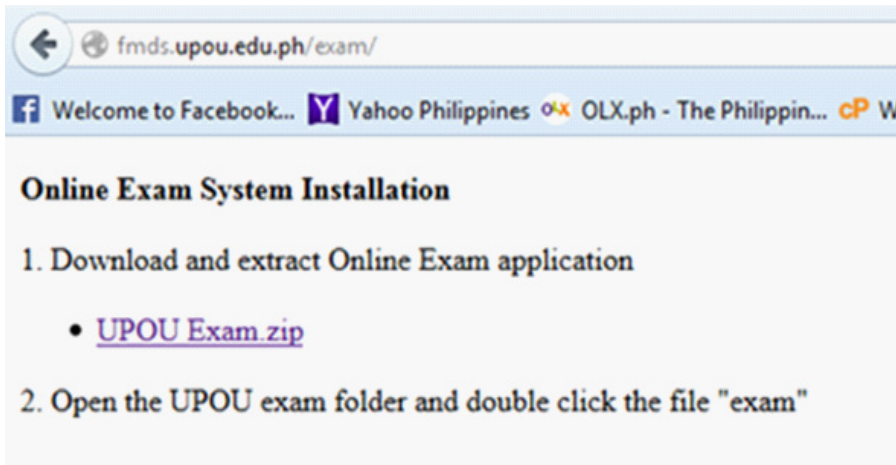 fmds.upou.edu.ph/exam/
Welcome to Facebook... Yahoo Philippines OLX.ph - The Philippin... cP W
Online Exam System Installation
1. Download and extract Online Exam application
• UPOU Exam.zip
2. Open the UPOU exam folder and double click the file "exam"